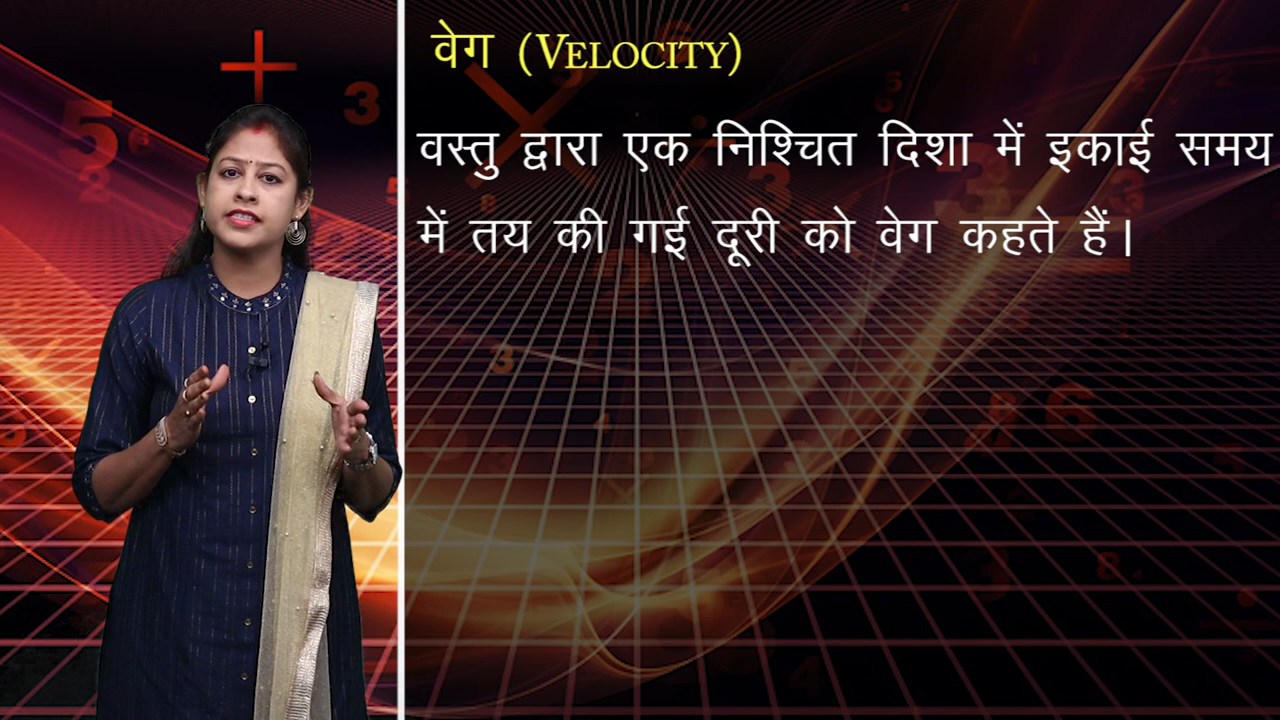 वेग (VELOCITY)
वस्तु द्वारा एक निश्चित दिशा में इकाई समय
में तय की गई दूरी को वेग कहते हैं।